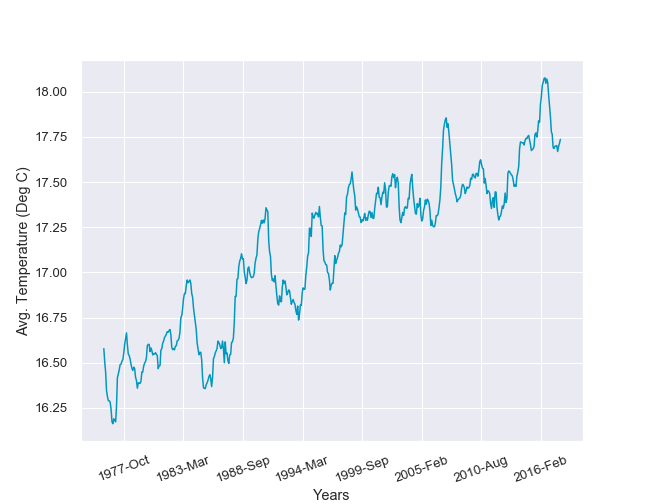 18.00
17.75
17.50
17.25
17.00
16.75
16.50
16.25
Avg. Temperature (Deg C)
1977-Oct 1983-Mar 1988-Sep 1994-Mar 1999-Sep 2005-Feb 2010-Aug 2016-Feb
Years